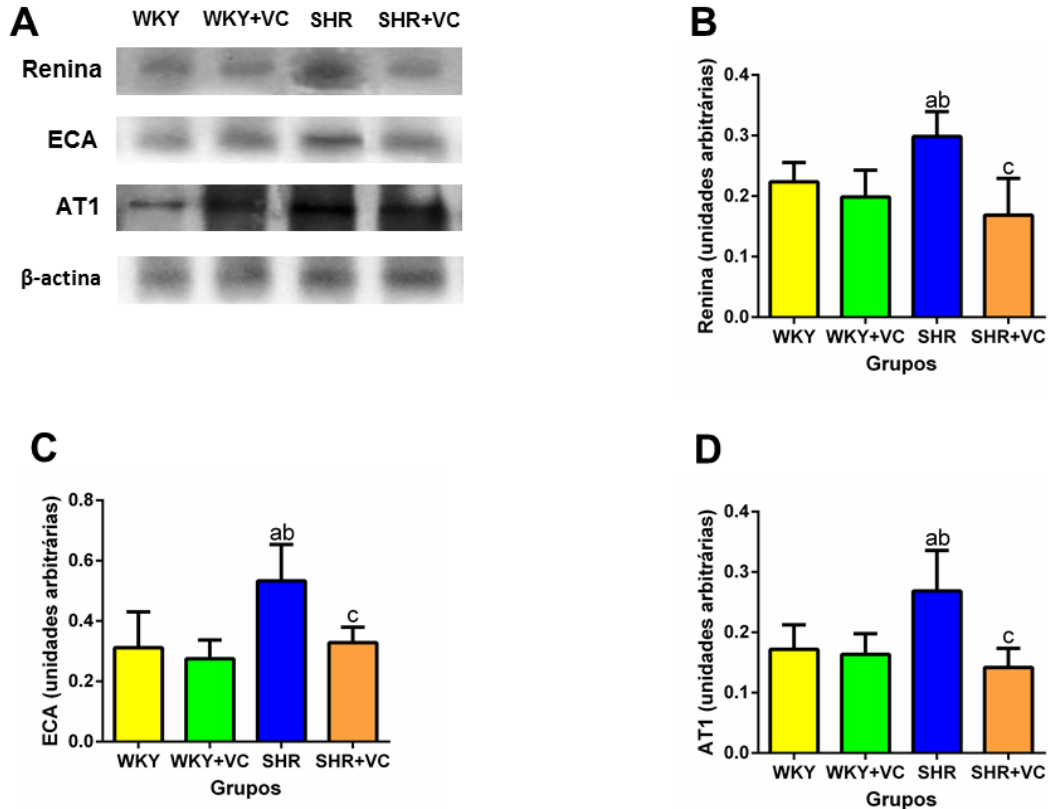 A
WKY WKY+VC SHR SHR+VC
Renina
ECA
AT1
β-actina
B
Renina (unidades arbitrárias)
0.4
0.3
0.2
0.1
0.0
ab
c
WKY WKY+VC SHR SHR+VC
Grupos
C
ECA (unidades arbitrárias)
0.8
0.6
0.4
0.2
0.0
ab
c
WKY WKY+VC SHR SHR+VC
Grupos
D
AT1 (unidades arbitrárias)
0.4
0.3
0.2
0.1
0.0
ab
c
WKY WKY+VC SHR SHR+VC
Grupos